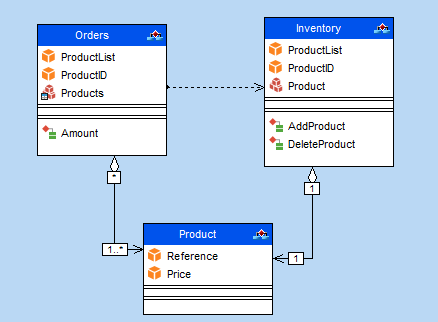 Orders
ProductList
ProductID
Products
Amount
Inventory
ProductList
ProductID
Product
AddProduct
DeleteProduct
*
1..*
1
1
Product
Reference
Price